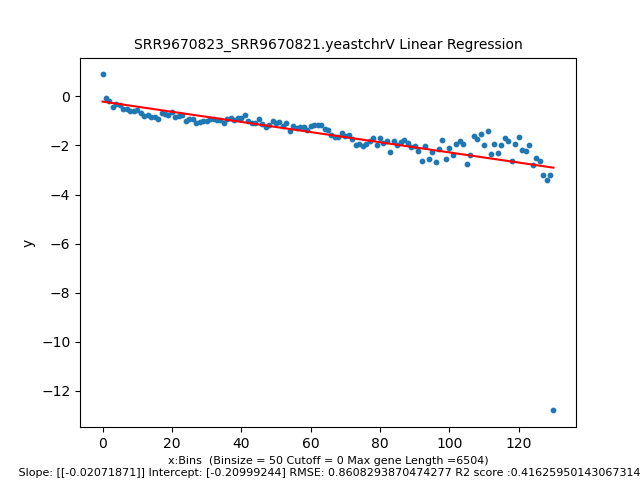 SRR9670823_SRR9670821.yeastchrV Linear Regression
0
−2
−4
−6
−8
−10
−12
y
0 20 40 60 80 100 120
x:Bins (Binsize = 50 Cutoff = 0 Max gene Length =6504)
Slope: [[-0.02071871]] Intercept: [-0.20999244] RMSE: 0.8608293870474277 R2 score :0.41625950143067314